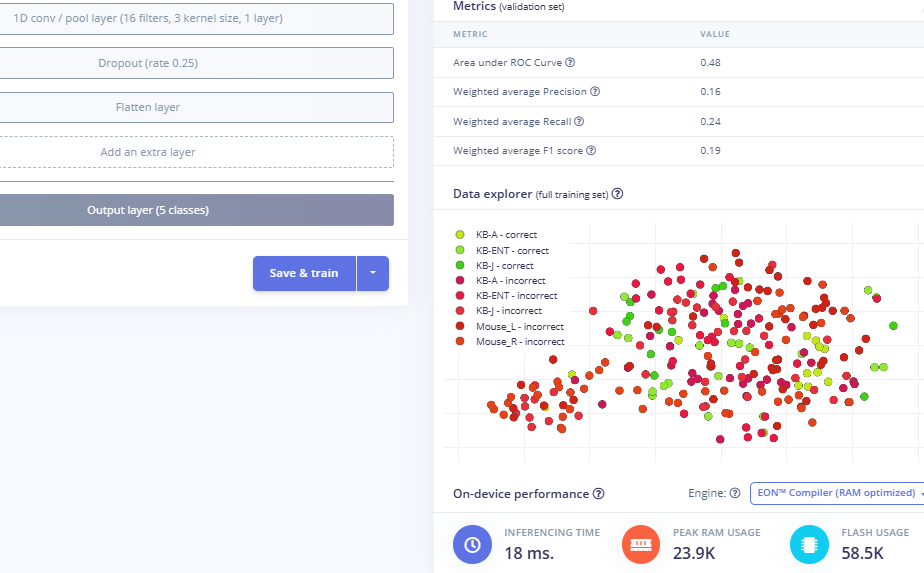 1D conv / pool layer (16 filters, 3 kernel size, 1 layer)
Dropout (rate 0.25)
Flatten layer
Add an extra layer
Output layer (5 classes)
Save & train
Metrics (validation set)
METRIC VALUE
Area under ROC Curve ? 0.48
Weighted average Precision ? 0.16
Weighted average Recall ? 0.24
Weighted average F1 score ? 0.19
Data explorer (full training set) ?
KB-A - correct
KB-ENT - correct
KB-J - correct
KB-A - incorrect
KB-ENT - incorrect
KB-J - incorrect
Mouse_L - incorrect
Mouse_R - incorrect
On-device performance ? Engine: ? EON™ Compiler (RAM optimized)
INFERENCING TIME
18 ms.
PEAK RAM USAGE
23.9K
FLASH USAGE
58.5K